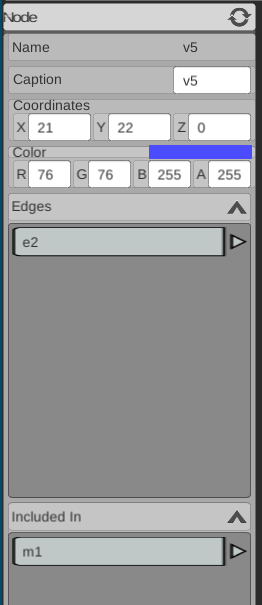 Node
Name v5
Caption v5
Coordinates
X 21 Y 22 Z 0
Color
R 76 G 76 B 255 A 255
Edges
e2
Included In
m1